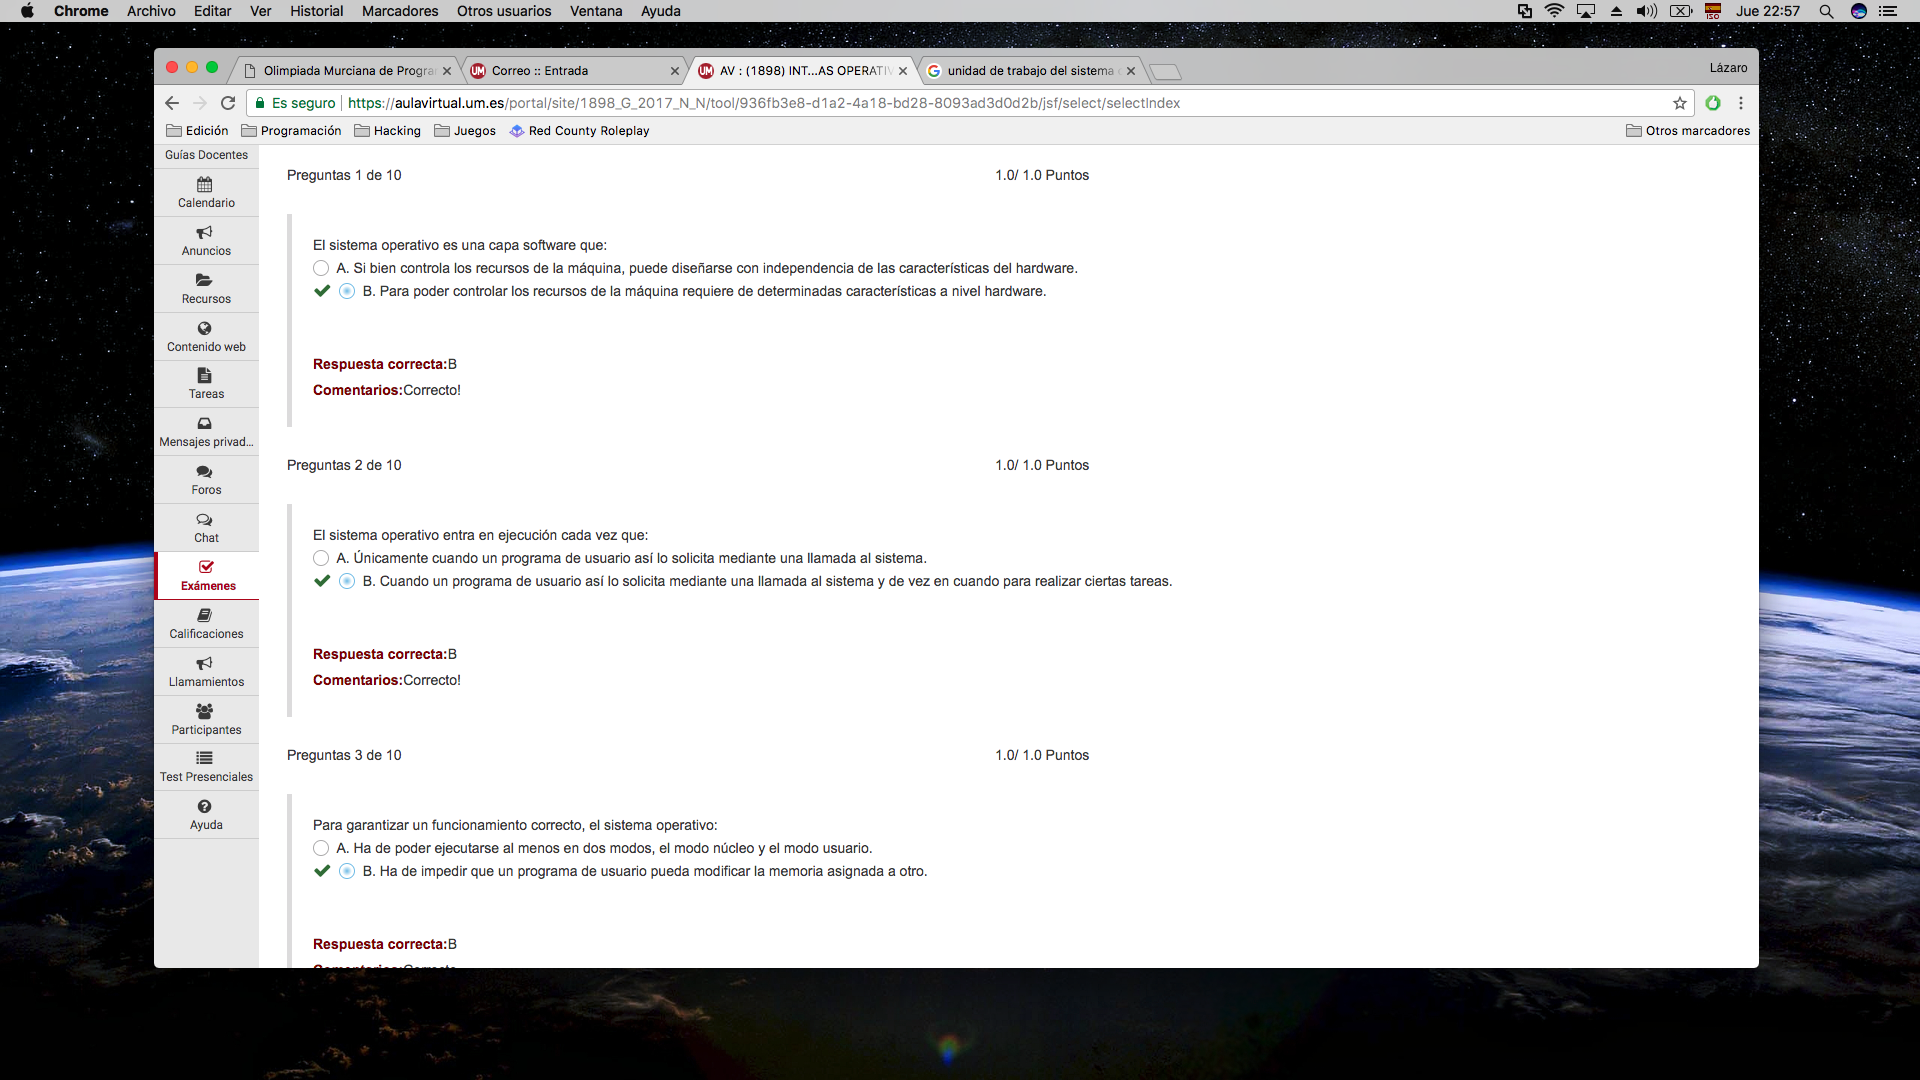 Chrome Archivo Editar Ver Historial Marcadores Otros usuarios Ventana Ayuda
ISO Jue 22:57
Olimpiada Murciana de Progra
UM Correo :: Entrada
UM AV : (1898) INT...AS OPERATIV
G unidad de trabajo del sistema
Lázaro
Es seguro https://aulavirtual.um.es/portal/site/1898_G_2017_N_N/tool/936fb3e8-d1a2-4a18-bd28-8093ad3d0d2b/jsf/select/selectIndex
Edición Programación Hacking Juegos Red County Roleplay Otros marcadores
Guías Docentes
Calendario
Anuncios
Recursos
Contenido web
Tareas
Mensajes privad...
Foros
Chat
Exámenes
Calificaciones
Llamamientos
Participantes
Test Presenciales
Ayuda
Preguntas 1 de 10 1.0/ 1.0 Puntos
El sistema operativo es una capa software que:
A. Si bien controla los recursos de la máquina, puede diseñarse con independencia de las características del hardware.
B. Para poder controlar los recursos de la máquina requiere de determinadas características a nivel hardware.
Respuesta correcta:B
Comentarios:Correcto!
Preguntas 2 de 10 1.0/ 1.0 Puntos
El sistema operativo entra en ejecución cada vez que:
A. Únicamente cuando un programa de usuario así lo solicita mediante una llamada al sistema.
B. Cuando un programa de usuario así lo solicita mediante una llamada al sistema y de vez en cuando para realizar ciertas tareas.
Respuesta correcta:B
Comentarios:Correcto!
Preguntas 3 de 10 1.0/ 1.0 Puntos
Para garantizar un funcionamiento correcto, el sistema operativo:
A. Ha de poder ejecutarse al menos en dos modos, el modo núcleo y el modo usuario.
B. Ha de impedir que un programa de usuario pueda modificar la memoria asignada a otro.
Respuesta correcta:B